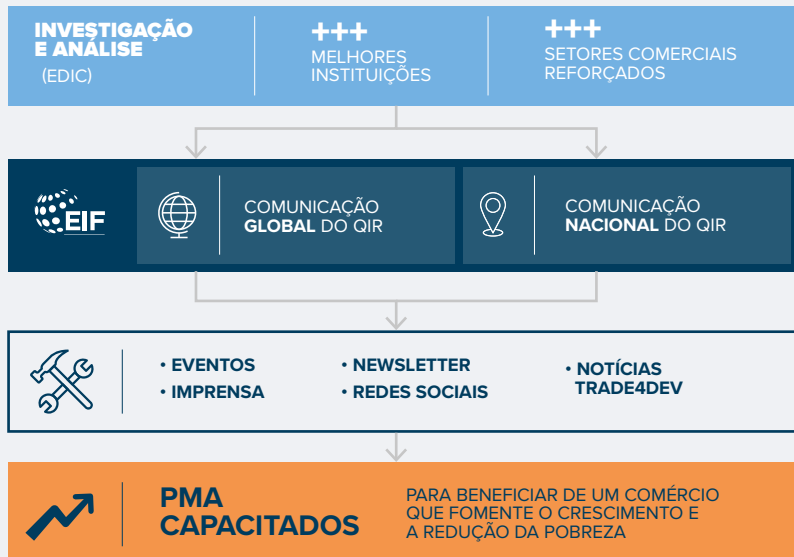 INVESTIGAÇÃO
E ANÁLISE
(EDIC)
+++
MELHORES
INSTITUIÇÕES
+++
SETORES COMERCIAIS
REFORÇADOS
EIF
COMUNICAÇÃO
GLOBAL DO QIR
COMUNICAÇÃO
NACIONAL DO QIR
• EVENTOS
• IMPRENSA
• NEWSLETTER
• REDES SOCIAIS
• NOTÍCIAS
TRADE4DEV
PMA
CAPACITADOS
PARA BENEFICIAR DE UM COMÉRCIO
QUE FOMENTE O CRESCIMENTO E
A REDUÇÃO DA POBREZA